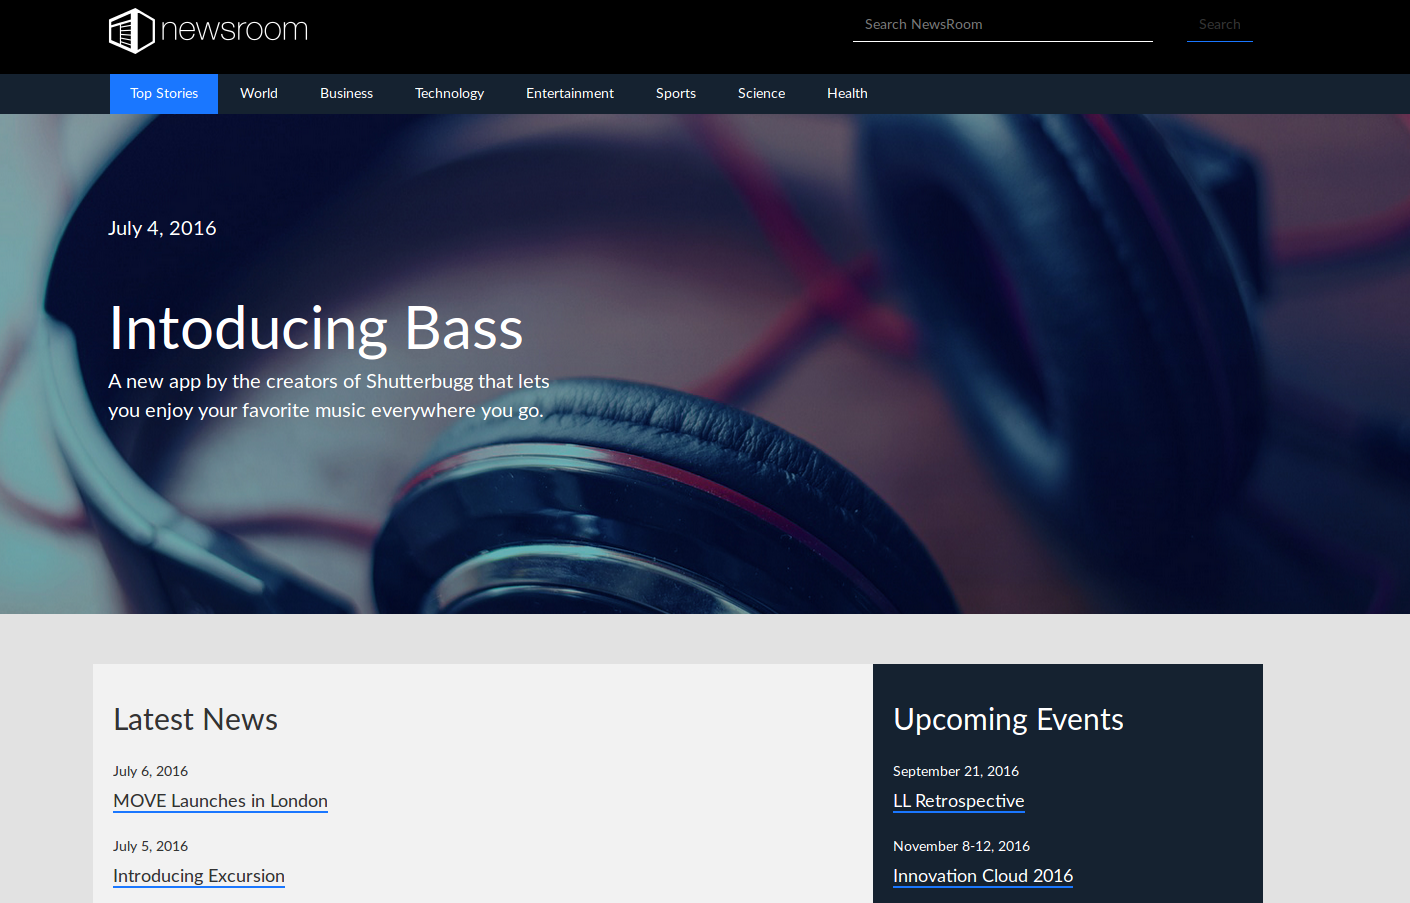 newsroom
Search NewsRoom
Search
Top Stories
World
Business
Technology
Entertainment
Sports
Science
Health
July 4, 2016
Intoducing Bass
A new app by the creators of Shutterbugg that lets
you enjoy your favorite music everywhere you go.
Latest News
July 6, 2016
MOVE Launches in London
July 5, 2016
Introducing Excursion
Upcoming Events
September 21, 2016
LL Retrospective
November 8-12, 2016
Innovation Cloud 2016